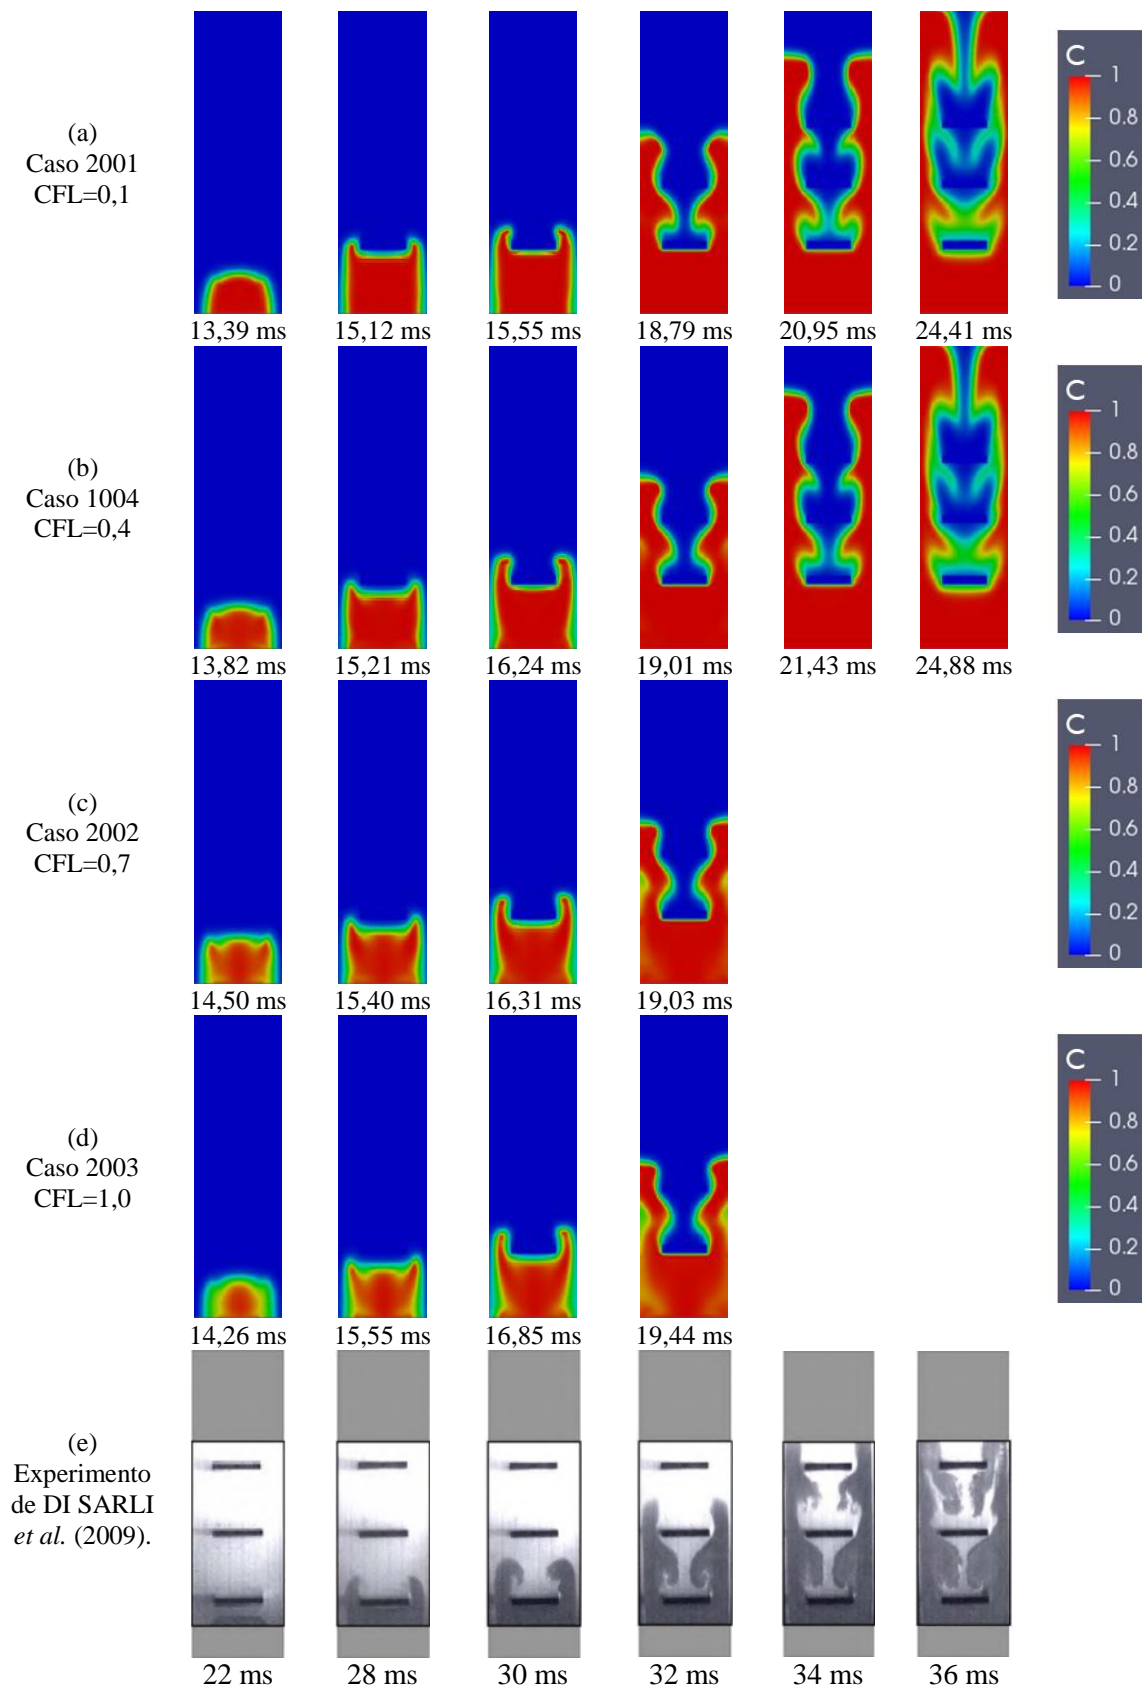 (a)
Caso 2001
CFL=0,1
C
1
0.8
0.6
0.4
0.2
0
13,39 ms 15,12 ms 15,55 ms 18,79 ms 20,95 ms 24,41 ms
(b)
Caso 1004
CFL=0,4
C
1
0.8
0.6
0.4
0.2
0
13,82 ms 15,21 ms 16,24 ms 19,01 ms 21,43 ms 24,88 ms
(c)
Caso 2002
CFL=0,7
C
1
0.8
0.6
0.4
0.2
0
14,50 ms 15,40 ms 16,31 ms 19,03 ms
(d)
Caso 2003
CFL=1,0
C
1
0.8
0.6
0.4
0.2
0
14,26 ms 15,55 ms 16,85 ms 19,44 ms
(e)
Experimento
de DI SARLI
et al. (2009).
22 ms 28 ms 30 ms 32 ms 34 ms 36 ms